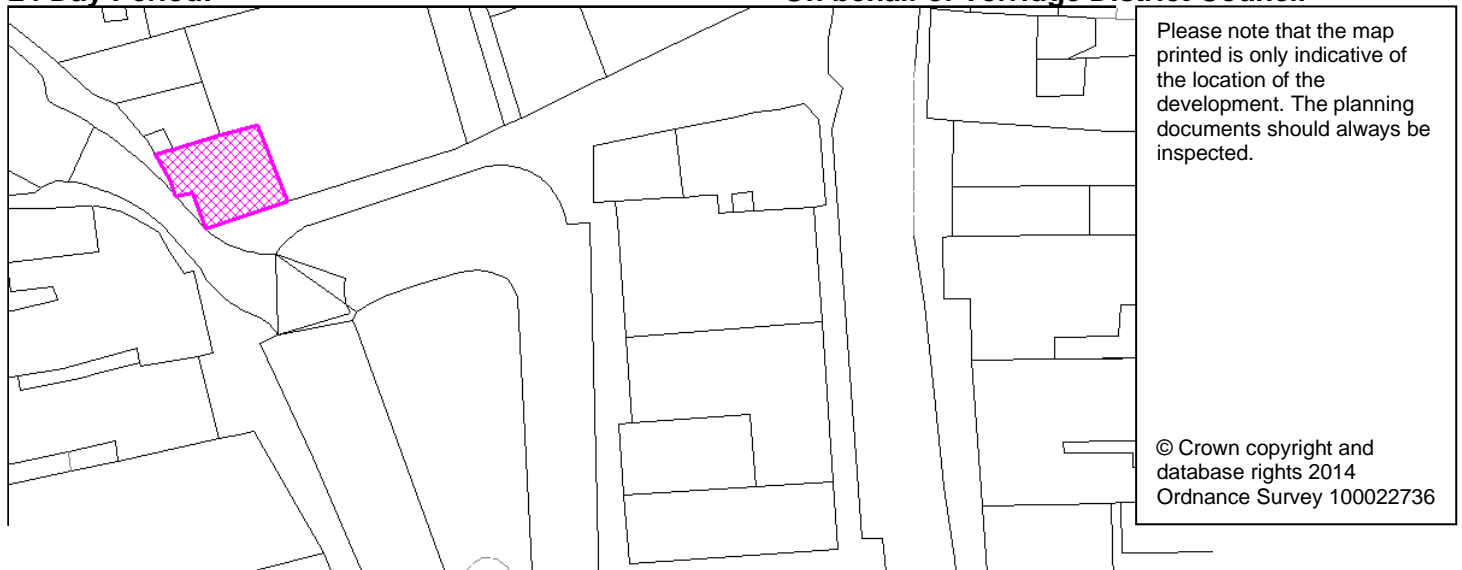 Please note that the map
printed is only indicative of
the location of the
development. The planning
documents should always be
inspected.
© Crown copyright and
database rights 2014
Ordnance Survey 100022736